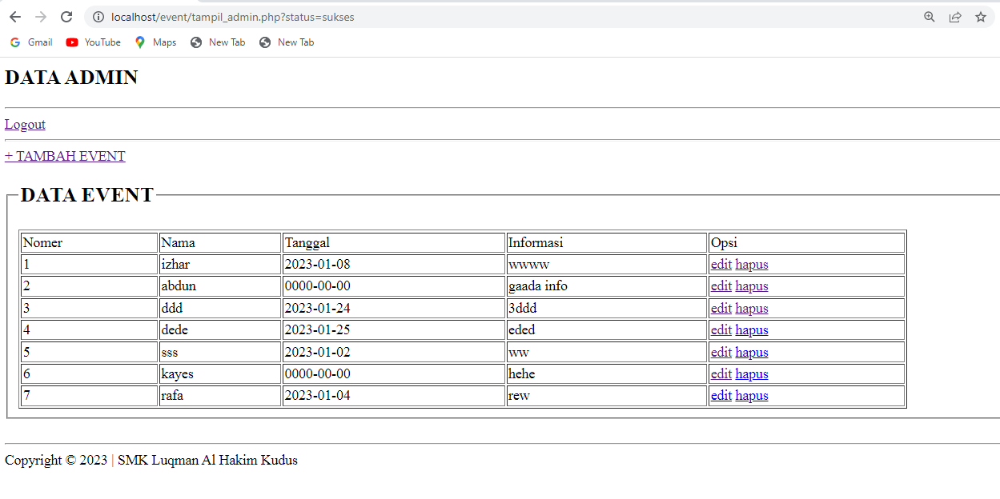 localhost/event/tampil_admin.php?status=sukses
Gmail YouTube Maps New Tab New Tab
DATA ADMIN
Logout
+ TAMBAH EVENT
DATA EVENT
Nomer Nama Tanggal Informasi Opsi
1 izhar 2023-01-08 wwww edit hapus
2 abdun 0000-00-00 gaada info edit hapus
3 ddd 2023-01-24 3ddd edit hapus
4 dede 2023-01-25 eded edit hapus
5 sss 2023-01-02 ww edit hapus
6 kayes 0000-00-00 hehe edit hapus
7 rafa 2023-01-04 rew edit hapus
Copyright © 2023 | SMK Luqman Al Hakim Kudus